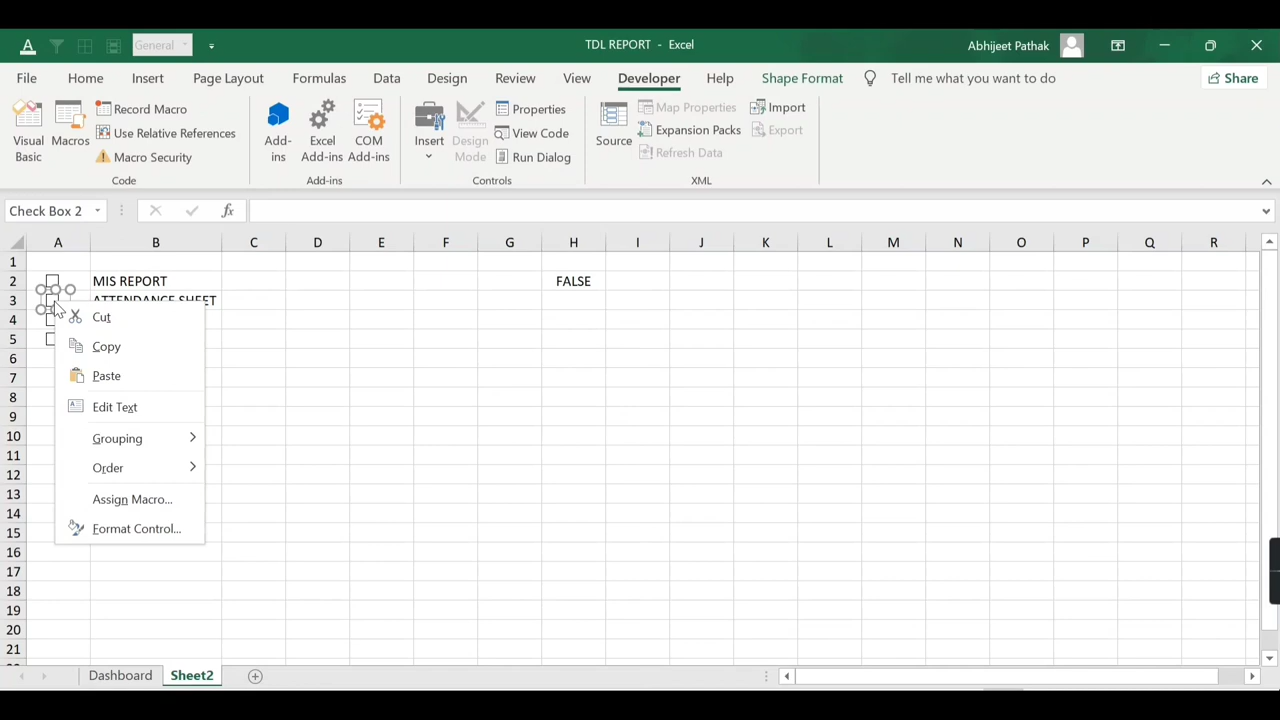 General
TDL REPORT - Excel
Abhijeet Pathak
File Home Insert Page Layout Formulas Data Design Review View Developer Help Shape Format Tell me what you want to do Share
Visual Basic
Macros
Record Macro
Use Relative References
Macro Security
Code
Add-ins
Excel Add-ins
COM Add-ins
Add-ins
Insert
Design Mode
Properties
View Code
Run Dialog
Controls
Source
Map Properties
Expansion Packs
Refresh Data
Import
Export
XML
Check Box 2
fx
A B C D E F G H I J K L M N O P Q R
1
2 MIS REPORT FALSE
3 ATTENDANCE SHEET
4
5
6
7
8
9
10
11
12
13
14
15
16
17
18
19
20
21
Cut
Copy
Paste
Edit Text
Grouping
Order
Assign Macro...
Format Control...
Dashboard Sheet2